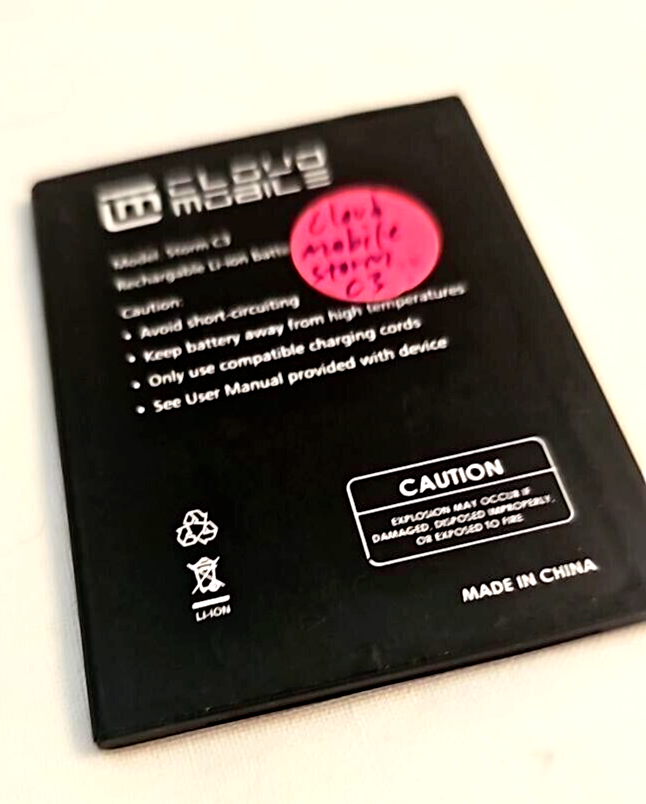 CLOUD
MOBILE
Model: Storm C3
Rechargable Li-ion Batte
Cloud
Mobile
Storm
C3
Caution:
• Avoid short-circuiting
• Keep battery away from high temperatures
• Only use compatible charging cords
• See User Manual provided with device
CAUTION
EXPLOSION MAY OCCUR IF
DAMAGED, DISPOSED IMPROPERLY,
OR EXPOSED TO FIRE
LI-ION
MADE IN CHINA